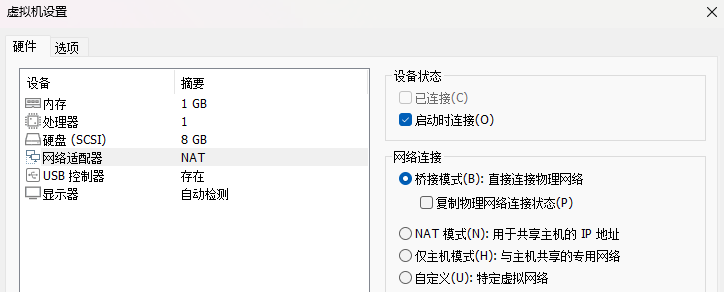 虚拟机设置
硬件 选项
设备 摘要
内存 1 GB
处理器 1
硬盘 (SCSI) 8 GB
网络适配器 NAT
USB 控制器 存在
显示器 自动检测
设备状态
已连接(C)
启动时连接(O)
网络连接
桥接模式(B): 直接连接物理网络
复制物理网络连接状态(P)
NAT 模式(N): 用于共享主机的 IP 地址
仅主机模式(H): 与主机共享的专用网络
自定义(U): 特定虚拟网络